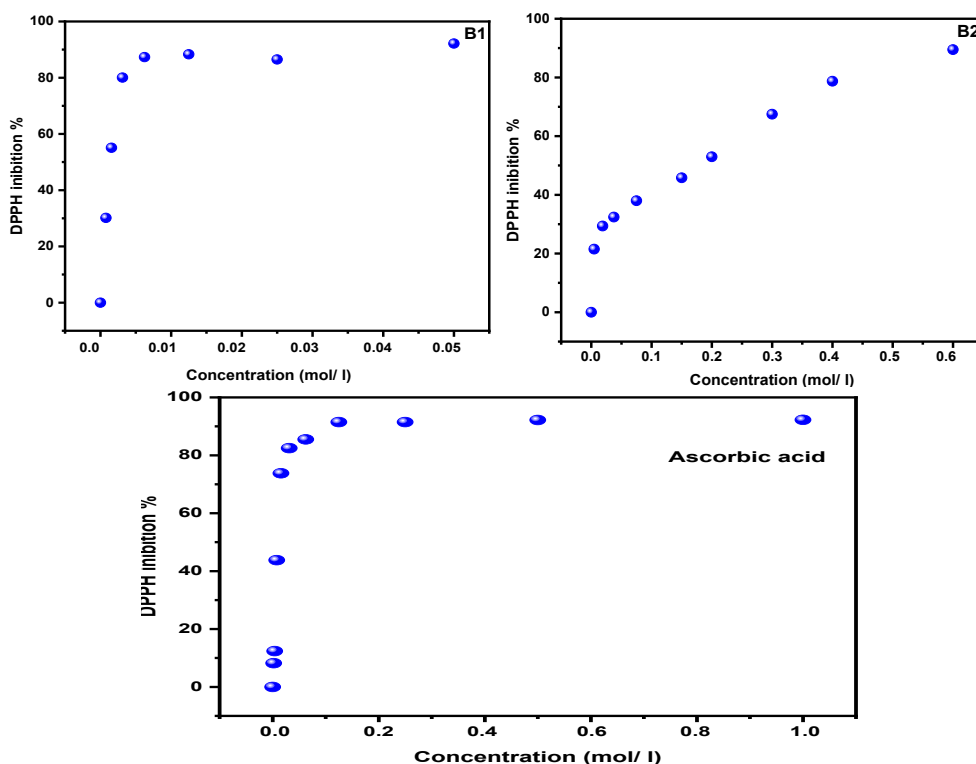 B1
DPPH inibition %
100
80
60
40
20
0
0.0 0.01 0.02 0.03 0.04 0.05
Concentration (mol/ l)
B2
DPPH inibition %
100
80
60
40
20
0
0.0 0.1 0.2 0.3 0.4 0.5 0.6
Concentration (mol/ l)
Ascorbic acid
DPPH inibition %
100
80
60
40
20
0
0.0 0.2 0.4 0.6 0.8 1.0
Concentration (mol/ l)